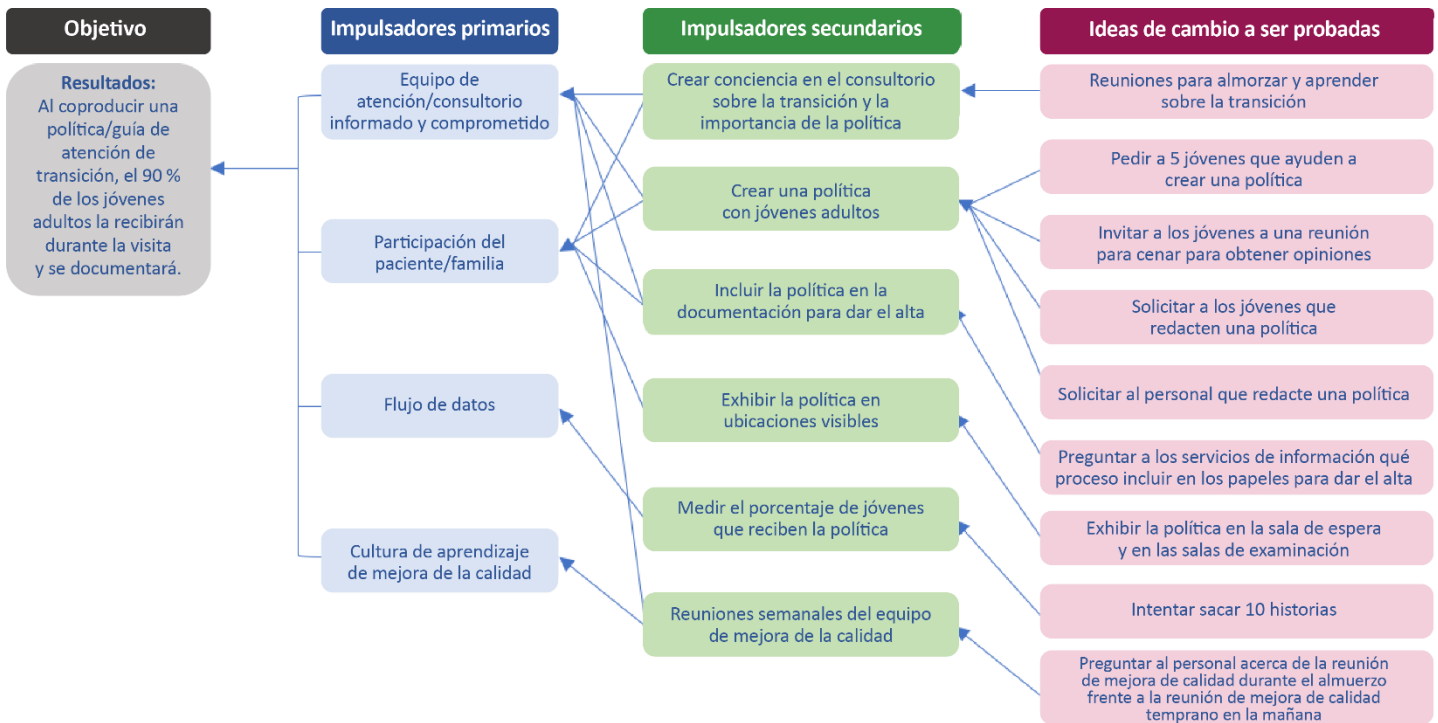 Objetivo
Resultados:
Al coproducir una
política/guía de
atención de
transición, el 90 %
de los jóvenes
adultos la recibirán
durante la visita
y se documentará.
Impulsadores primarios
Equipo de
atención/consultorio
informado y comprometido
Participación del
paciente/familia
Flujo de datos
Cultura de aprendizaje
de mejora de la calidad
Impulsadores secundarios
Crear conciencia en el consultorio
sobre la transición y la
importancia de la política
Crear una política
con jóvenes adultos
Incluir la política en la
documentación para dar el alta
Exhibir la política en
ubicaciones visibles
Medir el porcentaje de jóvenes
que reciben la política
Reuniones semanales del equipo
de mejora de la calidad
Ideas de cambio a ser probadas
Reuniones para almorzar y aprender
sobre la transición
Pedir a 5 jóvenes que ayuden a
crear una política
Invitar a los jóvenes a una reunión
para cenar para obtener opiniones
Solicitar a los jóvenes que
redacten una política
Solicitar al personal que redacte una política
Preguntar a los servicios de información qué
proceso incluir en los papeles para dar el alta
Exhibir la política en la sala de espera
y en las salas de examinación
Intentar sacar 10 historias
Preguntar al personal acerca de la reunión
de mejora de calidad durante el almuerzo
frente a la reunión de mejora de calidad
temprano en la mañana